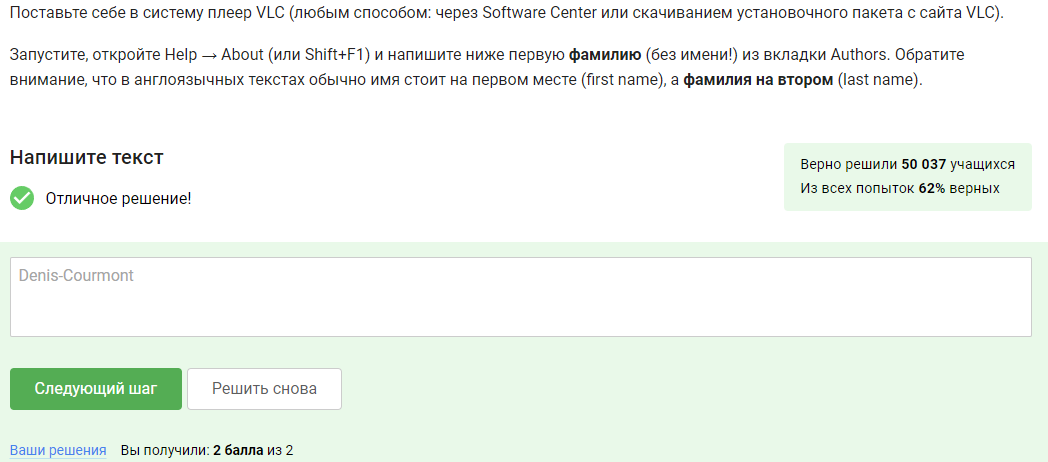 Поставьте себе в систему плеер VLC (любым способом: через Software Center или скачиванием установочного пакета с сайта VLC).
Запустите, откройте Help → About (или Shift+F1) и напишите ниже первую фамилию (без имени!) из вкладки Authors. Обратите
внимание, что в англоязычных текстах обычно имя стоит на первом месте (first name), а фамилия на втором (last name).
Напишите текст
Отличное решение!
Верно решили 50 037 учащихся
Из всех попыток 62% верных
Denis-Courmont
Следующий шаг
Решить снова
Ваши решения Вы получили: 2 балла из 2